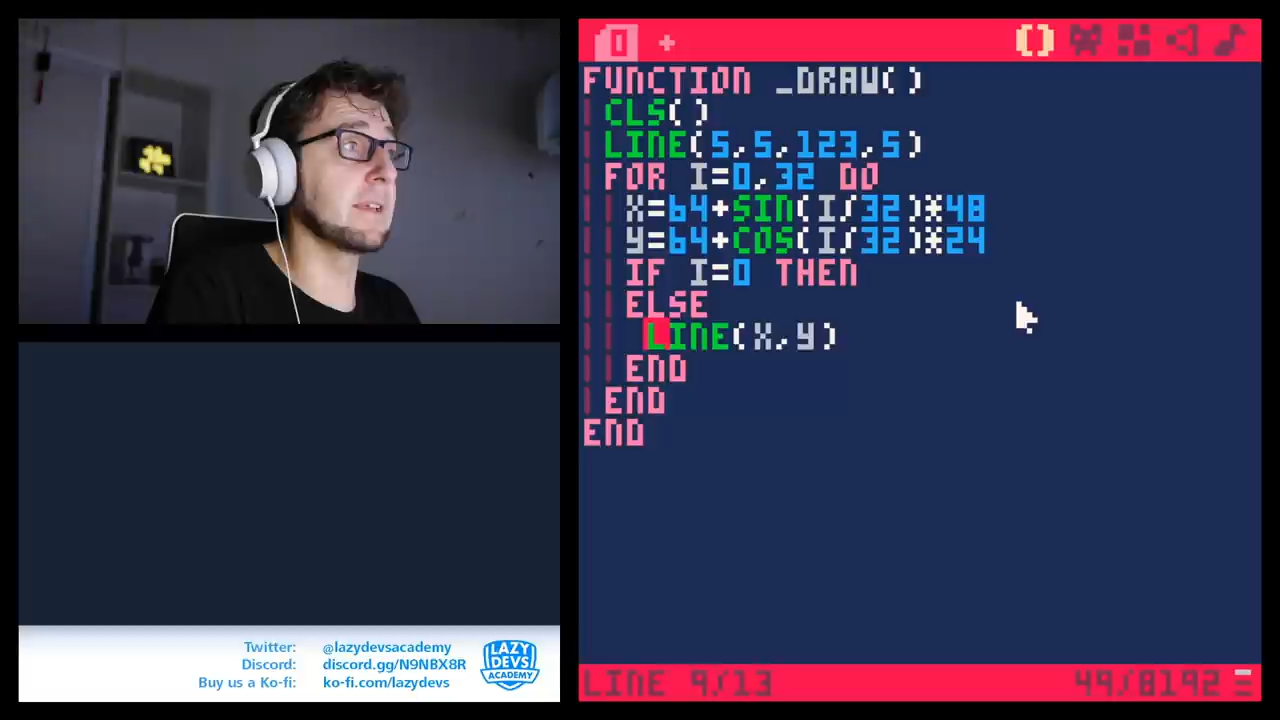 0 +
FUNCTION _DRAW()
CLS()
LINE(5,5,123,5)
FOR I=0,32 DO
X=64+SIN(I/32)*48
Y=64+COS(I/32)*24
IF I=0 THEN
ELSE
LINE(X,Y)
END
END
END
LINE 9/13
49/8192
Twitter: @lazydevsacademy
Discord: discord.gg/N9NBX8R
Buy us a Ko-fi: ko-fi.com/lazydevs
LAZY
DEVS
ACADEMY